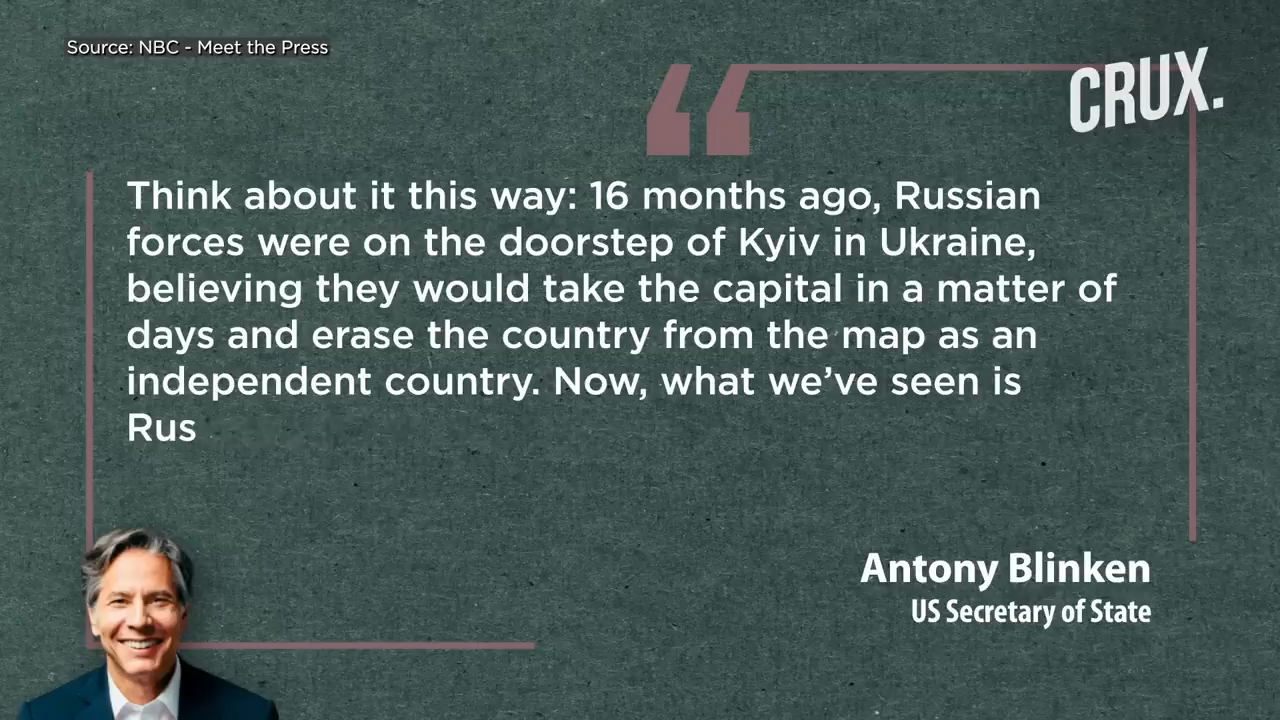 Source: NBC - Meet the Press
CRUX.
“
Think about it this way: 16 months ago, Russian
forces were on the doorstep of Kyiv in Ukraine,
believing they would take the capital in a matter of
days and erase the country from the map as an
independent country. Now, what we’ve seen is
Rus
Antony Blinken
US Secretary of State